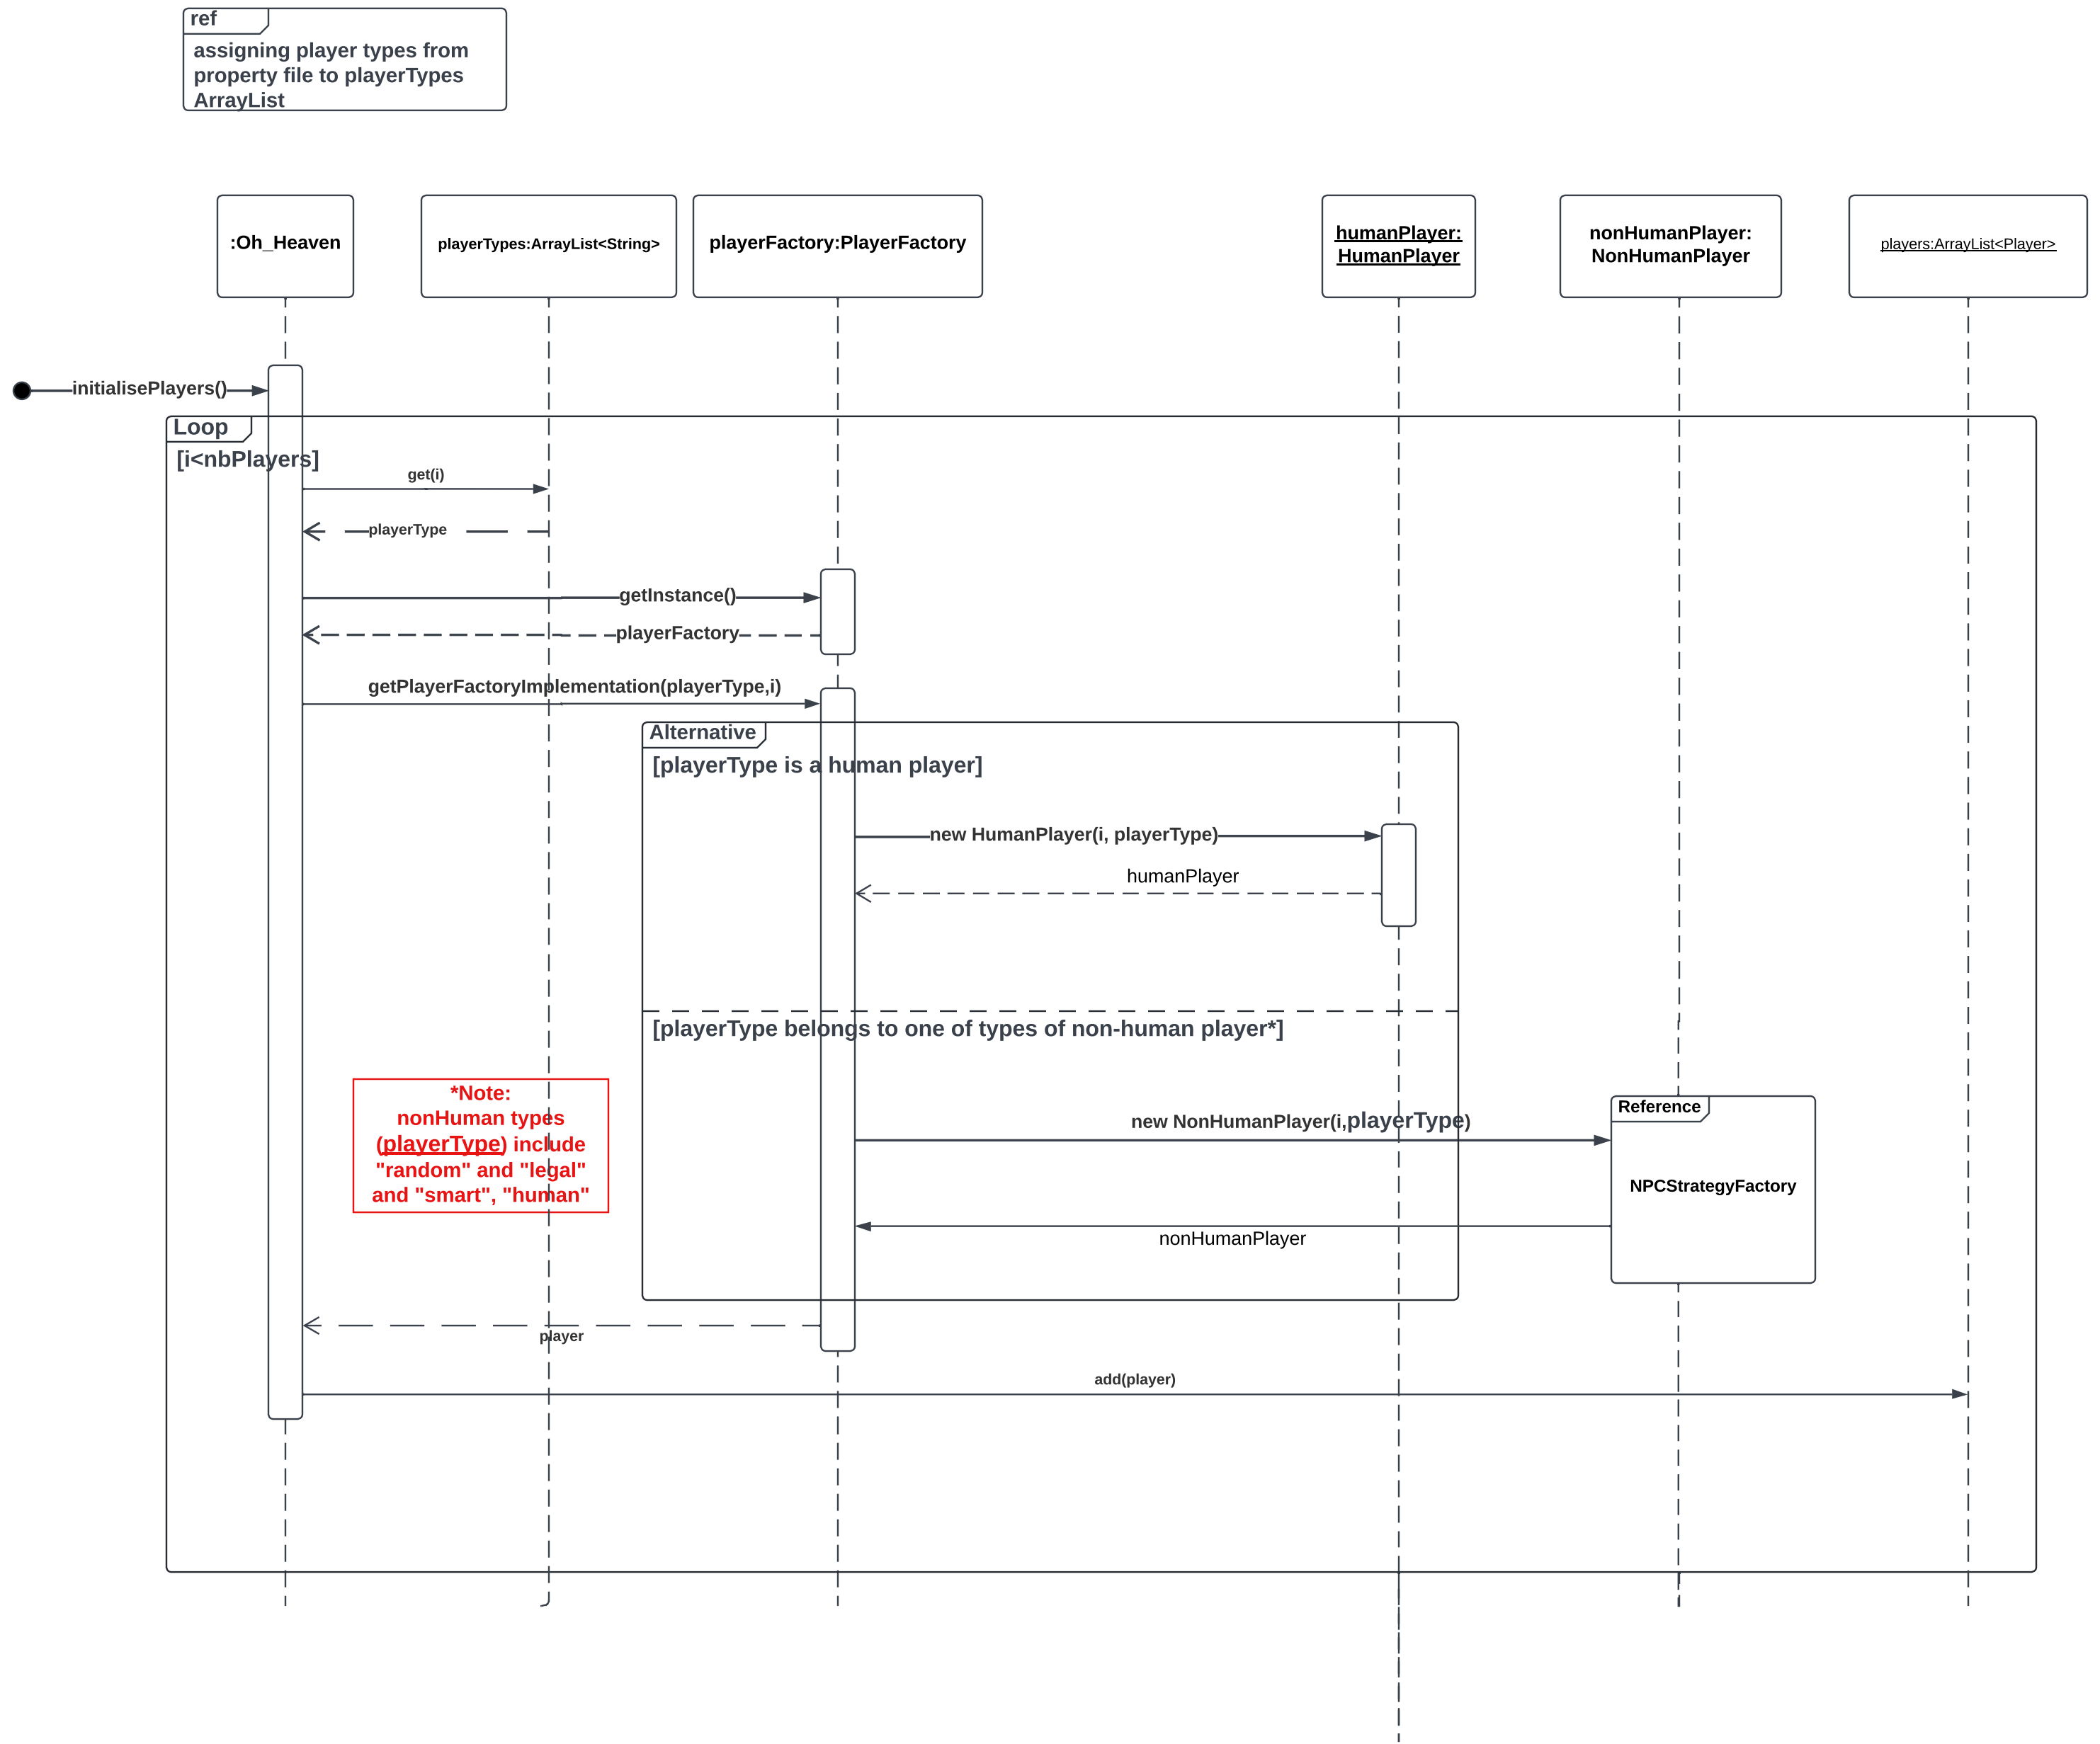 ref
assigning player types from
property file to playerTypes
ArrayList
:Oh_Heaven
playerTypes:ArrayList<String>
playerFactory:PlayerFactory
humanPlayer:
HumanPlayer
nonHumanPlayer:
NonHumanPlayer
players:ArrayList<Player>
initialisePlayers()
Loop
[i<nbPlayers]
get(i)
playerType
getInstance()
playerFactory
getPlayerFactoryImplementation(playerType,i)
Alternative
[playerType is a human player]
new HumanPlayer(i, playerType)
humanPlayer
[playerType belongs to one of types of non-human player*]
*Note:
nonHuman types
(playerType) include
"random" and "legal"
and "smart", "human"
new NonHumanPlayer(i,playerType)
Reference
NPCStrategyFactory
nonHumanPlayer
player
add(player)